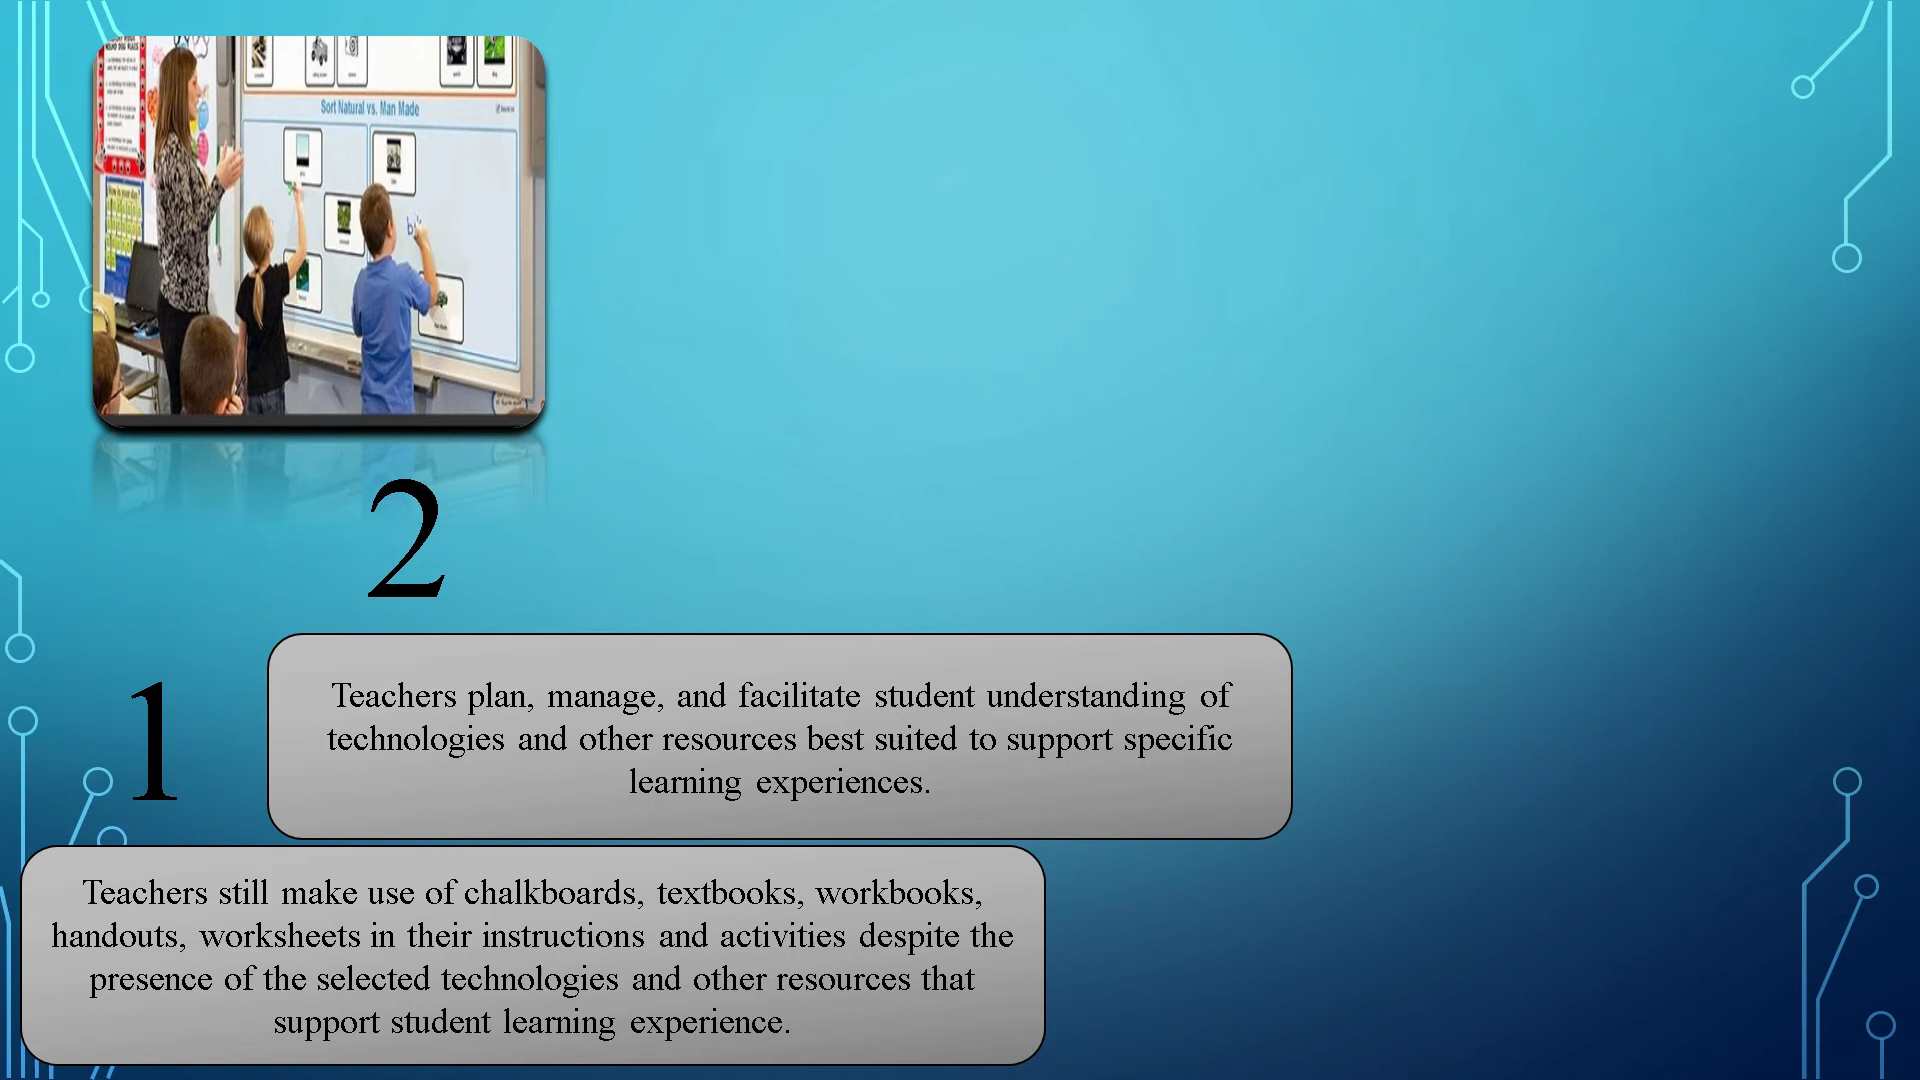 Sort Natural vs. Man Made
2
1
Teachers plan, manage, and facilitate student understanding of
technologies and other resources best suited to support specific
learning experiences.
Teachers still make use of chalkboards, textbooks, workbooks,
handouts, worksheets in their instructions and activities despite the
presence of the selected technologies and other resources that
support student learning experience.